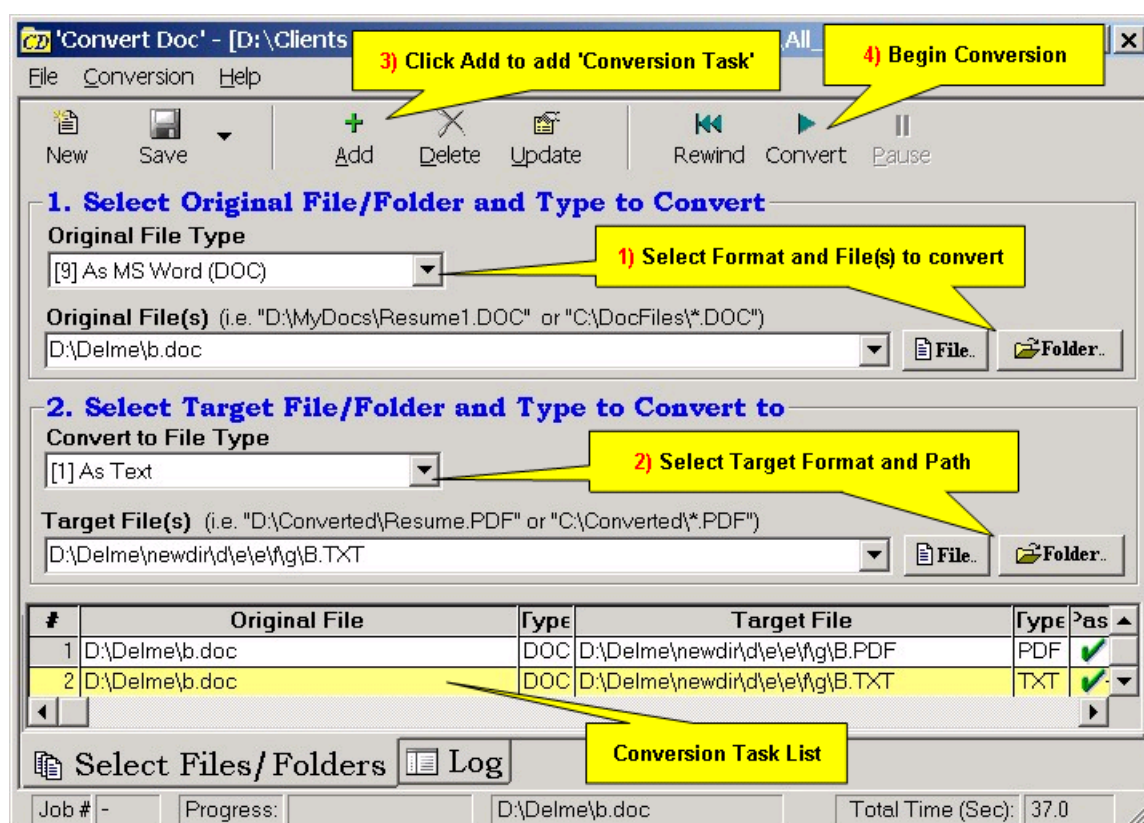 'Convert Doc' - [D:\Clients
\All_
3) Click Add to add 'Conversion Task'
4) Begin Conversion
File Conversion Help
New Save Add Delete Update Rewind Convert Pause
1. Select Original File/Folder and Type to Convert
Original File Type
[9] As MS Word (DOC)
1) Select Format and File(s) to convert
Original File(s) (i.e. "D:\MyDocs\Resume1.DOC" or "C:\DocFiles\*.DOC")
D:\Delme\b.doc
File..
Folder..
2. Select Target File/Folder and Type to Convert to
Convert to File Type
[1] As Text
2) Select Target Format and Path
Target File(s) (i.e. "D:\Converted\Resume.PDF" or "C:\Converted\*.PDF")
D:\Delme\newdir\d\e\e\f\g\B.TXT
File..
Folder..
# Original File Type Target File Type Pas
1 D:\Delme\b.doc DOC D:\Delme\newdir\d\e\e\f\g\B.PDF PDF
2 D:\Delme\b.doc DOC D:\Delme\newdir\d\e\e\f\g\B.TXT TXT
Conversion Task List
Select Files/Folders Log
Job # - Progress: D:\Delme\b.doc Total Time (Sec): 37.0